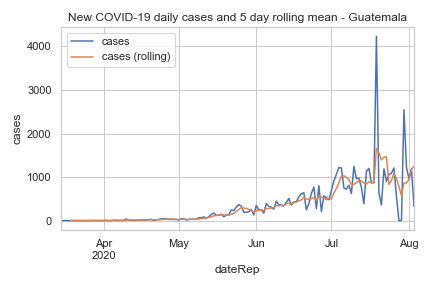 New COVID-19 daily cases and 5 day rolling mean - Guatemala
cases
cases (rolling)
4000
3000
2000
1000
0
cases
Apr
2020
May
Jun
Jul
Aug
dateRep